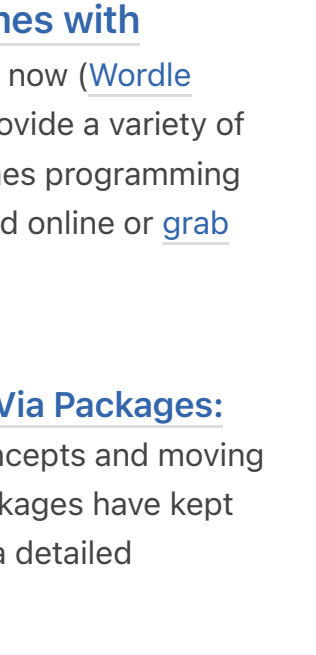 mes with
now (Wordle
ovide a variety of
nes programming
d online or grab
Via Packages:
ncepts and moving
kages have kept
a detailed